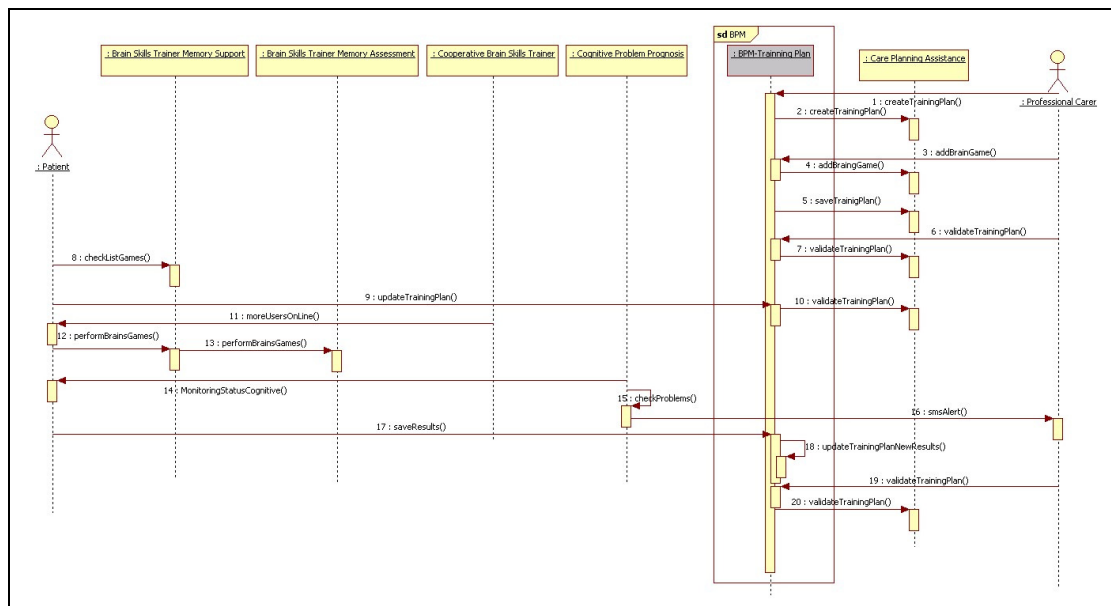 sd BPM
: Brain Skills Trainer Memory Support
: Brain Skills Trainer Memory Assessment
: Cooperative Brain Skills Trainer
: Cognitive Problem Prognosis
: BPM-Trainning Plan
: Care Planning Assistance
: Professional Carer
: Patient
1 : createTrainingPlan()
2 : createTrainingPlan()
3 : addBrainGame()
4 : addBraingGame()
5 : saveTrainigPlan()
6 : validateTrainingPlan()
7 : validateTrainingPlan()
8 : checkListGames()
9 : updateTrainingPlan()
10 : validateTrainingPlan()
11 : moreUsersOnLine()
12 : performBrainsGames()
13 : performBrainsGames()
14 : MonitoringStatusCognitive()
15 : checkProblems()
16 : smsAlert()
17 : saveResults()
18 : updateTrainingPlanNewResults()
19 : validateTrainingPlan()
20 : validateTrainingPlan()